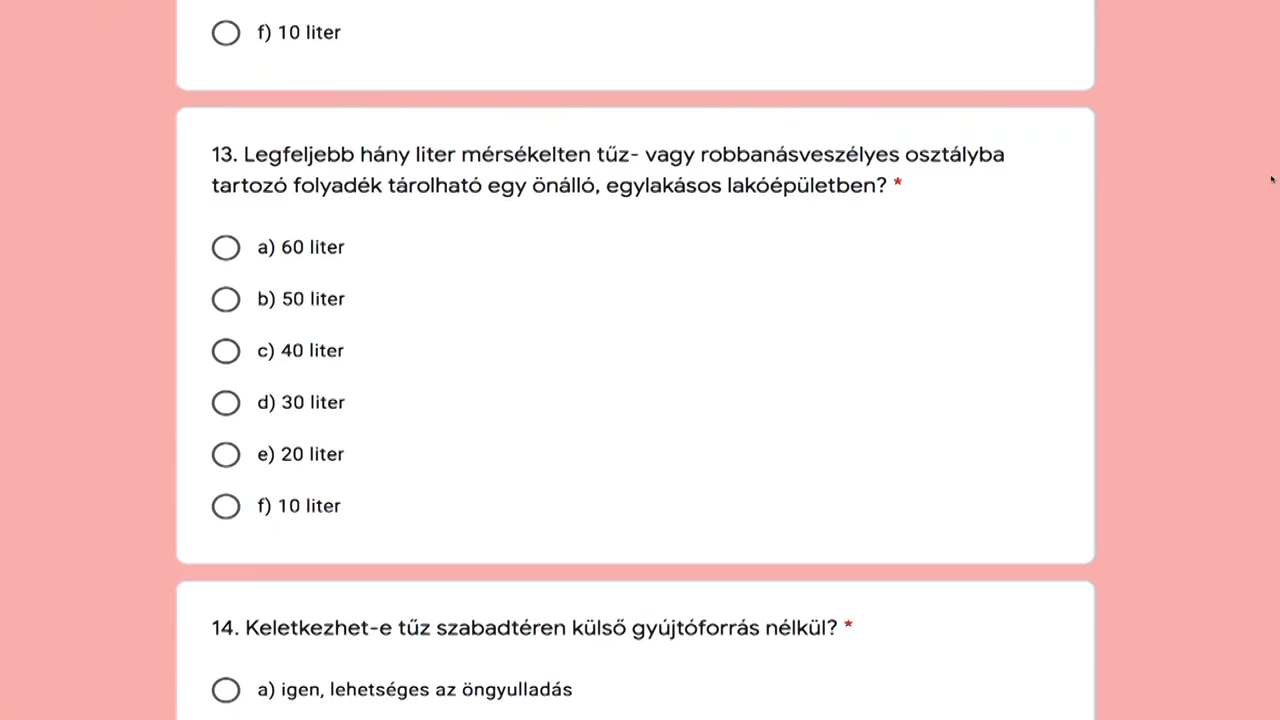 f) 10 liter
13. Legfeljebb hány liter mérsékelten tűz- vagy robbanásveszélyes osztályba
tartozó folyadék tárolható egy önálló, egylakásos lakóépületben? *
a) 60 liter
b) 50 liter
c) 40 liter
d) 30 liter
e) 20 liter
f) 10 liter
14. Keletkezhet-e tűz szabadtéren külső gyújtóforrás nélkül? *
a) igen, lehetséges az öngyulladás